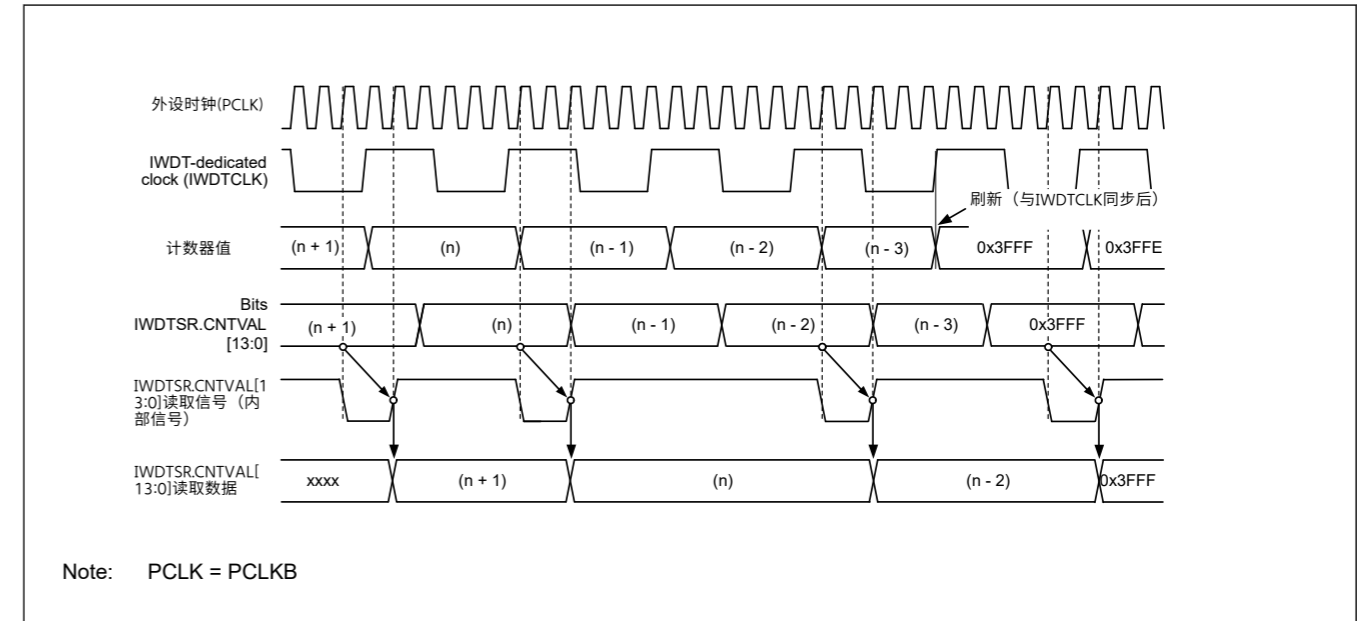 外设时钟(PCLK)
IWDT-dedicated
clock (IWDTCLK)
刷新（与IWDTCLK同步后）
计数器值
(n + 1)
(n)
(n - 1)
(n - 2)
(n - 3)
0x3FFF
0x3FFE
Bits
IWDTSR.CNTVAL
[13:0]
(n + 1)
(n)
(n - 1)
(n - 2)
(n - 3)
0x3FFF
IWDTSR.CNTVAL[1
3:0]读取信号（内
部信号）
IWDTSR.CNTVAL[
13:0]读取数据
xxxx
(n + 1)
(n)
(n - 2)
0x3FFF
Note: PCLK = PCLKB